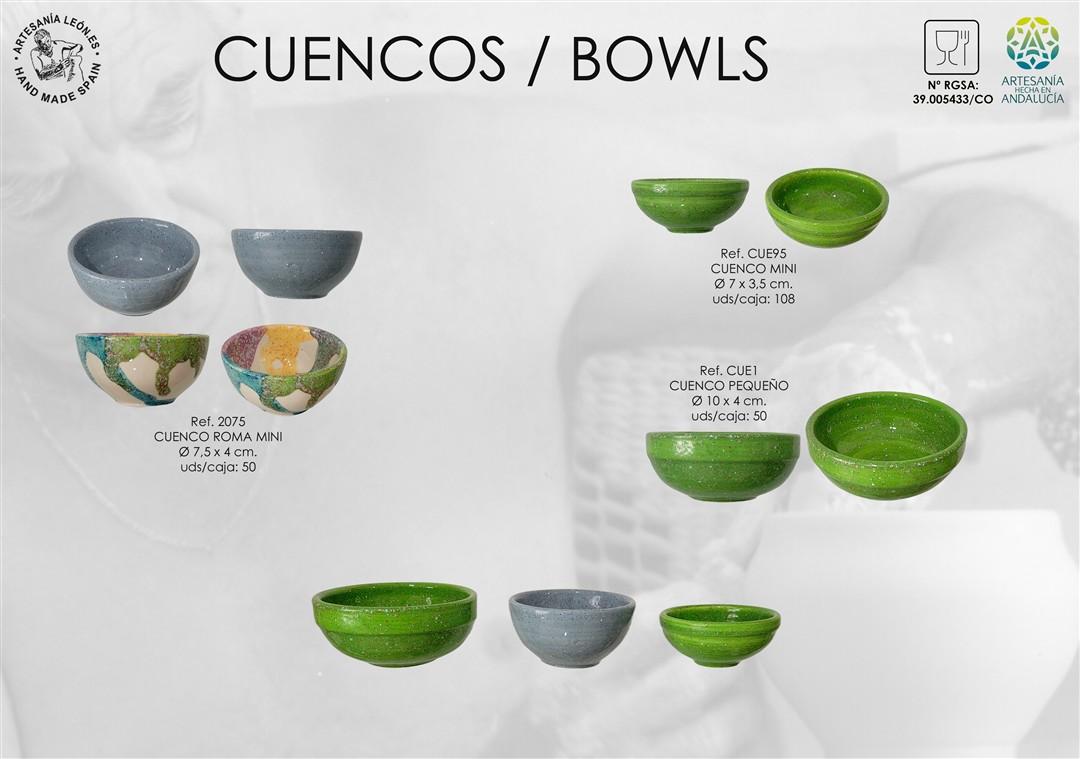 ARTESANÍA LEÓN.ES
HAND MADE SPAIN
CUENCOS / BOWLS
Nº RGSA:
39.005433/CO
ARTESANÍA
HECHA EN
ANDALUCÍA
Ref. CUE95
CUENCO MINI
Ø 7 x 3,5 cm.
uds/caja: 108
Ref. CUE1
CUENCO PEQUEÑO
Ø 10 x 4 cm.
uds/caja: 50
Ref. 2075
CUENCO ROMA MINI
Ø 7,5 x 4 cm.
uds/caja: 50